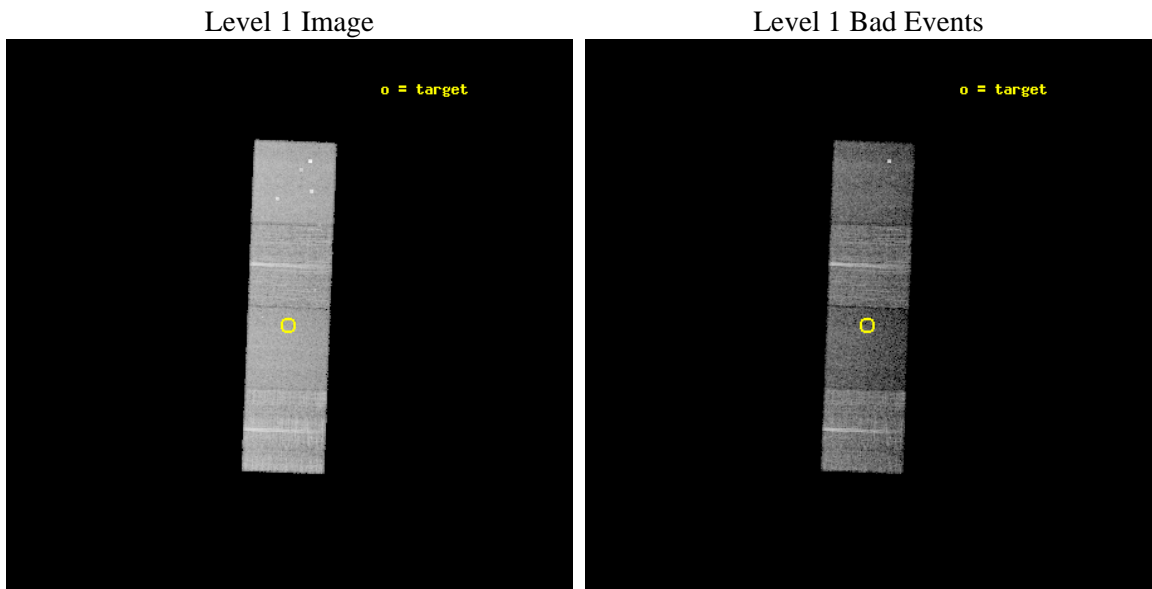 Level 1 Image
Level 1 Bad Events
o = target
o = target